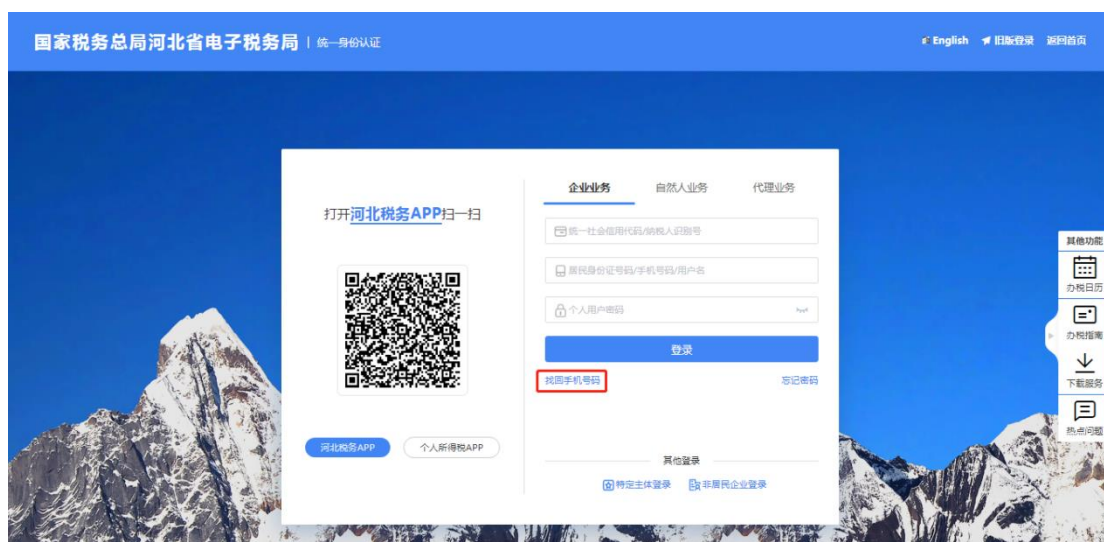 国家税务总局河北省电子税务局 | 统一身份认证
English 旧版登录 返回首页
打开河北税务APP扫一扫
河北税务APP 个人所得税APP
企业业务 自然人业务 代理业务
统一社会信用代码/纳税人识别号
居民身份证号码/手机号码/用户名
个人用户密码
登录
找回手机号码 忘记密码
其他登录
特定主体登录 非居民企业登录
其他功能
办税日历
办税指南
下载服务
热点问题